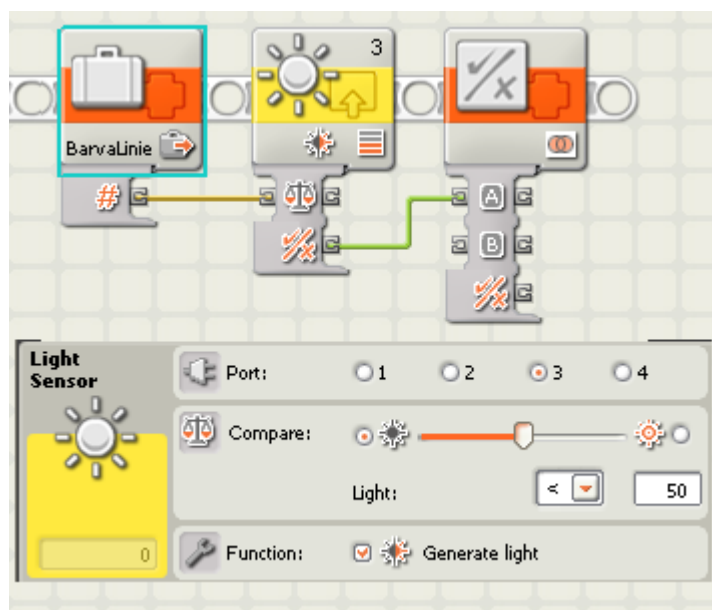 3
BarvaLinie
#
A
B
Light Sensor
Port: 1 2 3 4
Compare:
Light: < 50
0
Function: Generate light